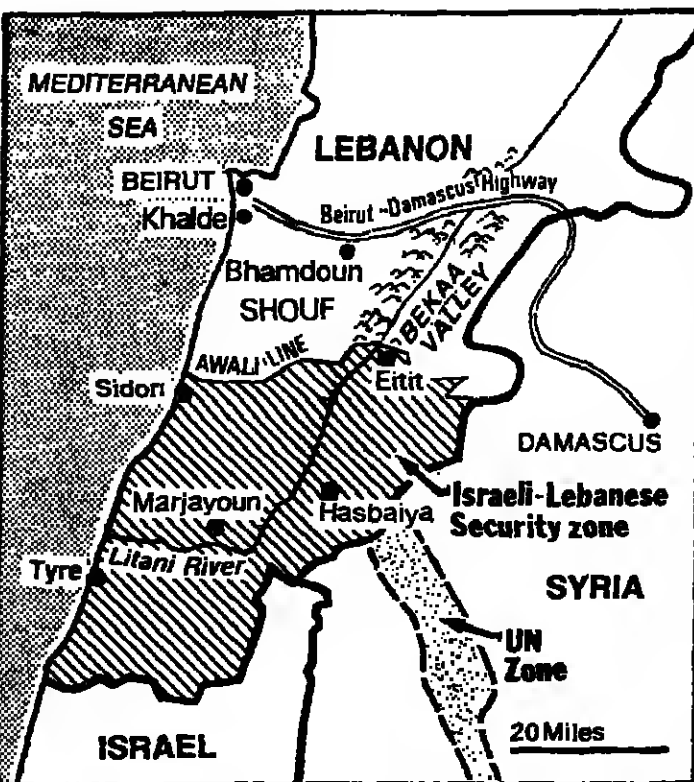 MEDITERRANEAN
SEA
LEBANON
BEIRUT
Khalde
Beirut-Damascus Highway
Bhamdoun
SHOUF
BEKAA
VALLEY
AWALI LINE
Sidon
Eitit
DAMASCUS
Marjayoun
Hasbaiya
Israeli-Lebanese
Security zone
Litani River
Tyre
SYRIA
UN
Zone
ISRAEL
20 Miles